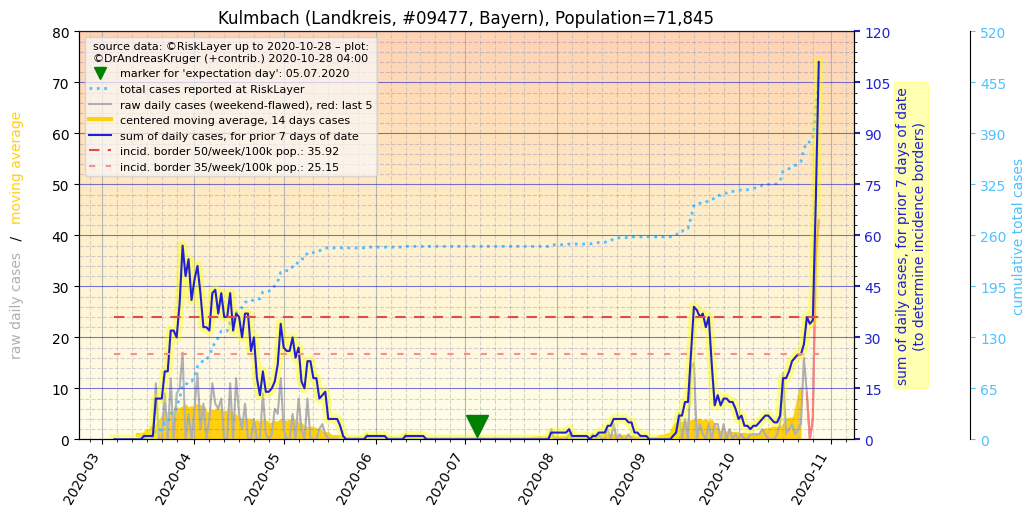 Kulmbach (Landkreis, #09477, Bayern), Population=71,845
source data: ©RiskLayer up to 2020-10-28 – plot:
©DrAndreasKruger (+contrib.) 2020-10-28 04:00
marker for 'expectation day': 05.07.2020
total cases reported at RiskLayer
raw daily cases (weekend-flawed), red: last 5
centered moving average, 14 days cases
sum of daily cases, for prior 7 days of date
incid. border 50/week/100k pop.: 35.92
incid. border 35/week/100k pop.: 25.15
raw daily cases / moving average
80
70
60
50
40
30
20
10
0
120
105
90
75
60
45
30
15
0
sum of daily cases, for prior 7 days of date
(to determine incidence borders)
520
455
390
325
260
195
130
65
0
cumulative total cases
2020-03
2020-04
2020-05
2020-06
2020-07
2020-08
2020-09
2020-10
2020-11